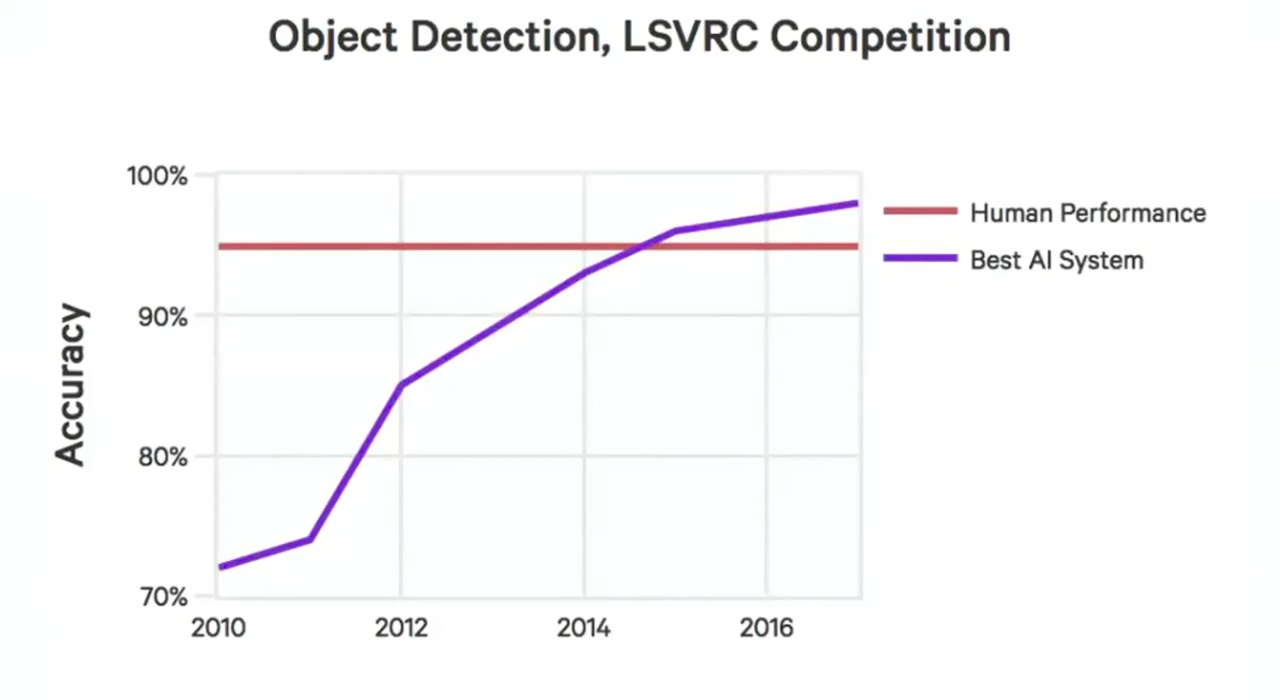 Object Detection, LSVRC Competition
100%
90%
80%
70%
Accuracy
2010
2012
2014
2016
Human Performance
Best AI System